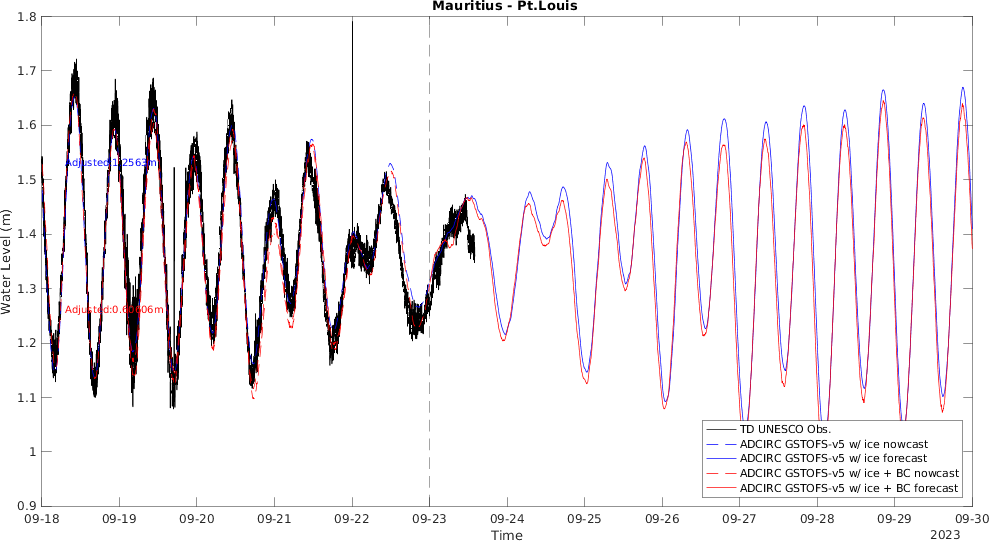 Mauritius - Pt.Louis
Water Level (m)
1.8
1.7
1.6
1.5
1.4
1.3
1.2
1.1
1
0.9
Adjusted:1.2563m
Adjusted:0.60606m
TD UNESCO Obs.
ADCIRC GSTOFS-v5 w/ ice nowcast
ADCIRC GSTOFS-v5 w/ ice forecast
ADCIRC GSTOFS-v5 w/ ice + BC nowcast
ADCIRC GSTOFS-v5 w/ ice + BC forecast
09-18 09-19 09-20 09-21 09-22 09-23 09-24 09-25 09-26 09-27 09-28 09-29 09-30
Time
2023